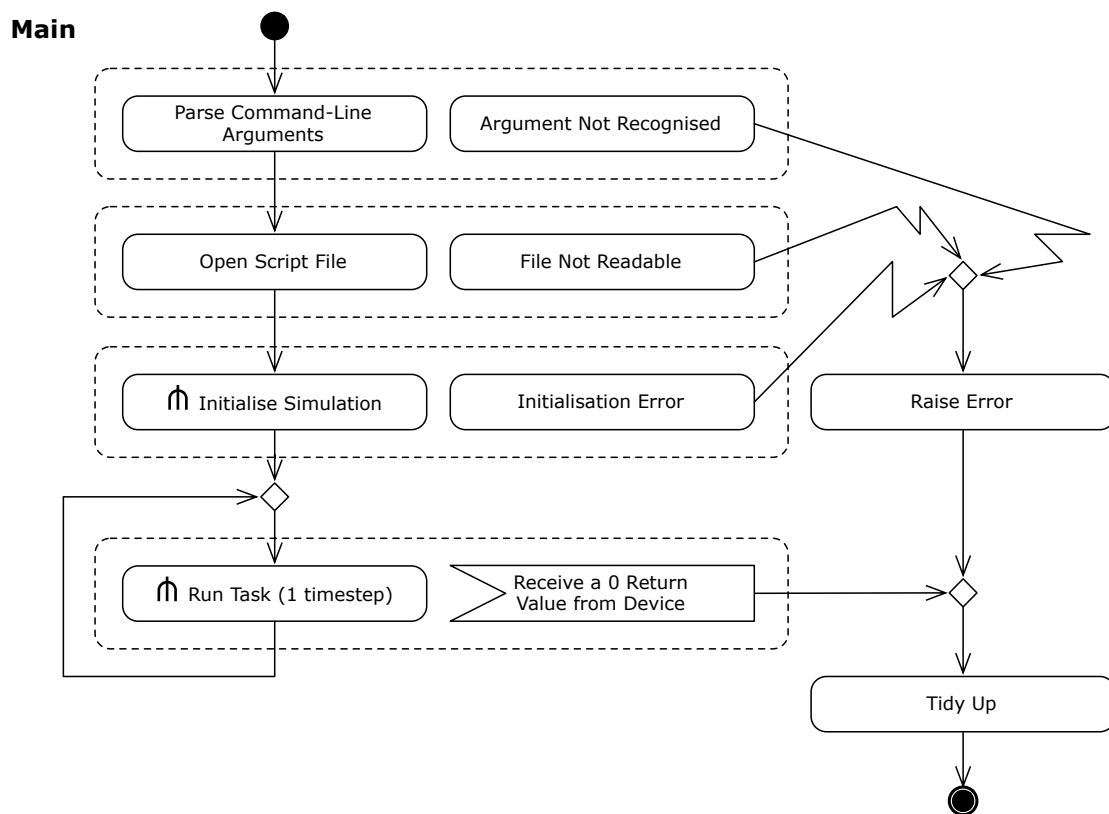 Main
Parse Command-Line
Arguments
Argument Not Recognised
Open Script File
File Not Readable
Initialise Simulation
Initialisation Error
Raise Error
Run Task (1 timestep)
Receive a 0 Return
Value from Device
Tidy Up